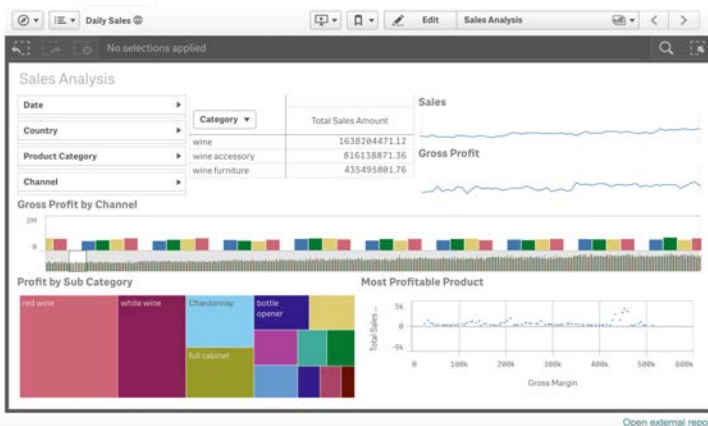 Daily Sales
Edit
Sales Analysis
No selections applied
Sales Analysis
Date
Country
Product Category
Channel
Category
Total Sales Amount
wine 1638204471.12
wine accessory 816138871.36
wine furniture 435495801.76
Sales
Gross Profit
Gross Profit by Channel
2M
0
Profit by Sub Category
red wine
white wine
Chardonnay
bottle
opener
full cabinet
Most Profitable Product
Total Sales ...
5k
0
-5k
0 100k 200k 300k 400k 500k 600k
Gross Margin
Open external repo